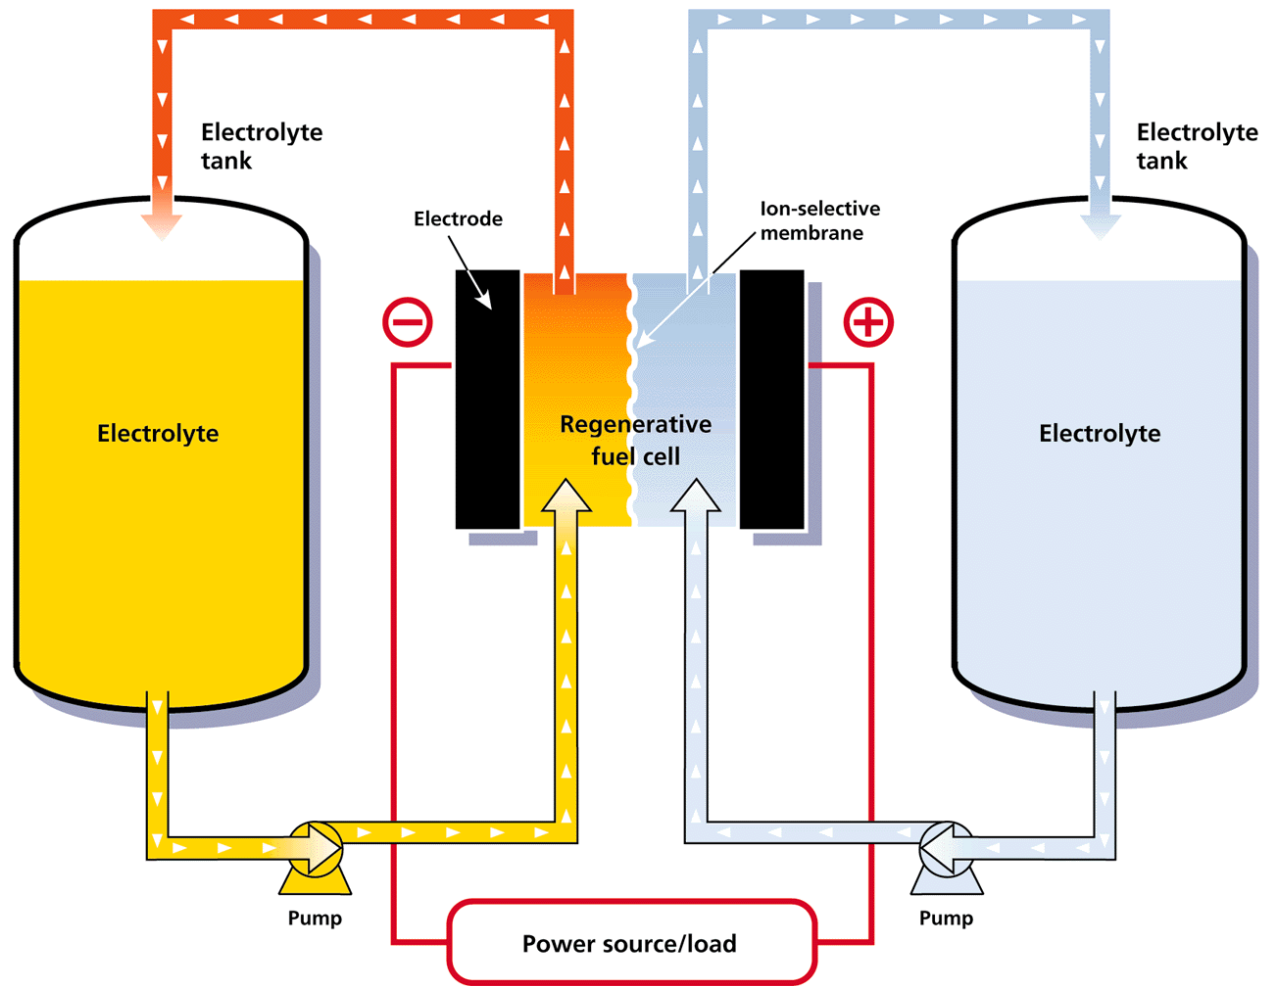 Electrolyte
tank
Electrolyte
tank
Electrode
Ion-selective
membrane
−
+
Electrolyte
Regenerative
fuel cell
Electrolyte
Pump
Pump
Power source/load